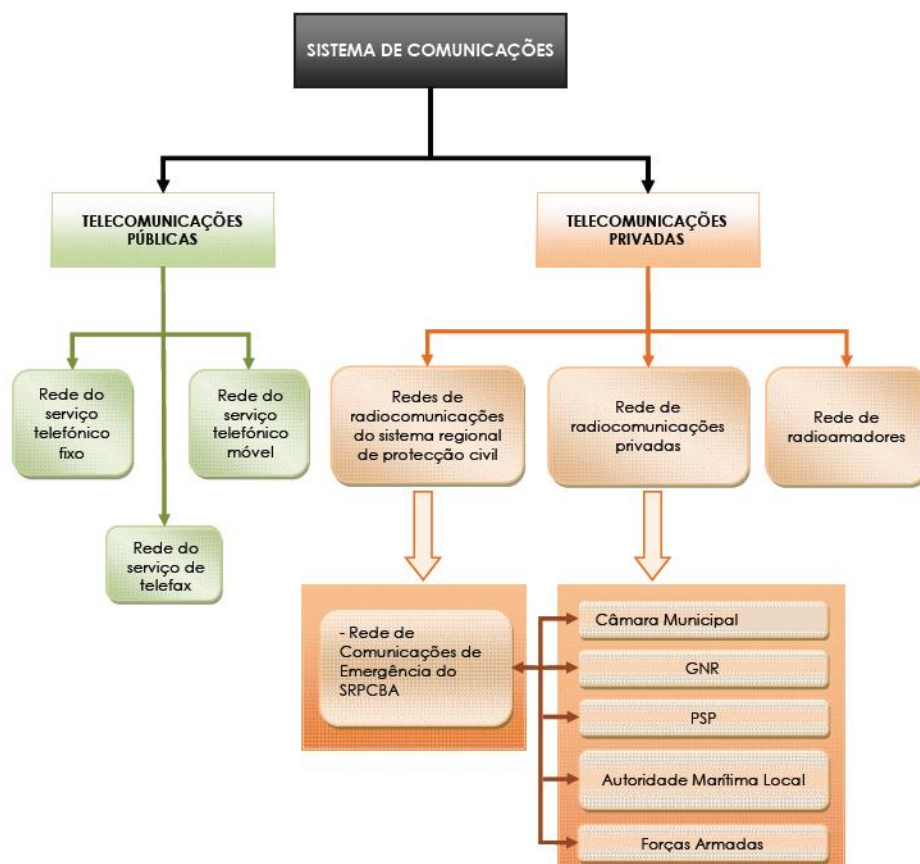 SISTEMA DE COMUNICAÇÕES
TELECOMUNICAÇÕES
PÚBLICAS
TELECOMUNICAÇÕES
PRIVADAS
Rede do
serviço
telefónico
fixo
Rede do
serviço
telefónico
móvel
Rede do
serviço de
telefax
Redes de
radiocomunicações
do sistema regional
de protecção civil
Rede de
radiocomunicações
privadas
Rede de
radioamadores
- Rede de
Comunicações de
Emergência do
SRPCBA
Câmara Municipal
GNR
PSP
Autoridade Marítima Local
Forças Armadas